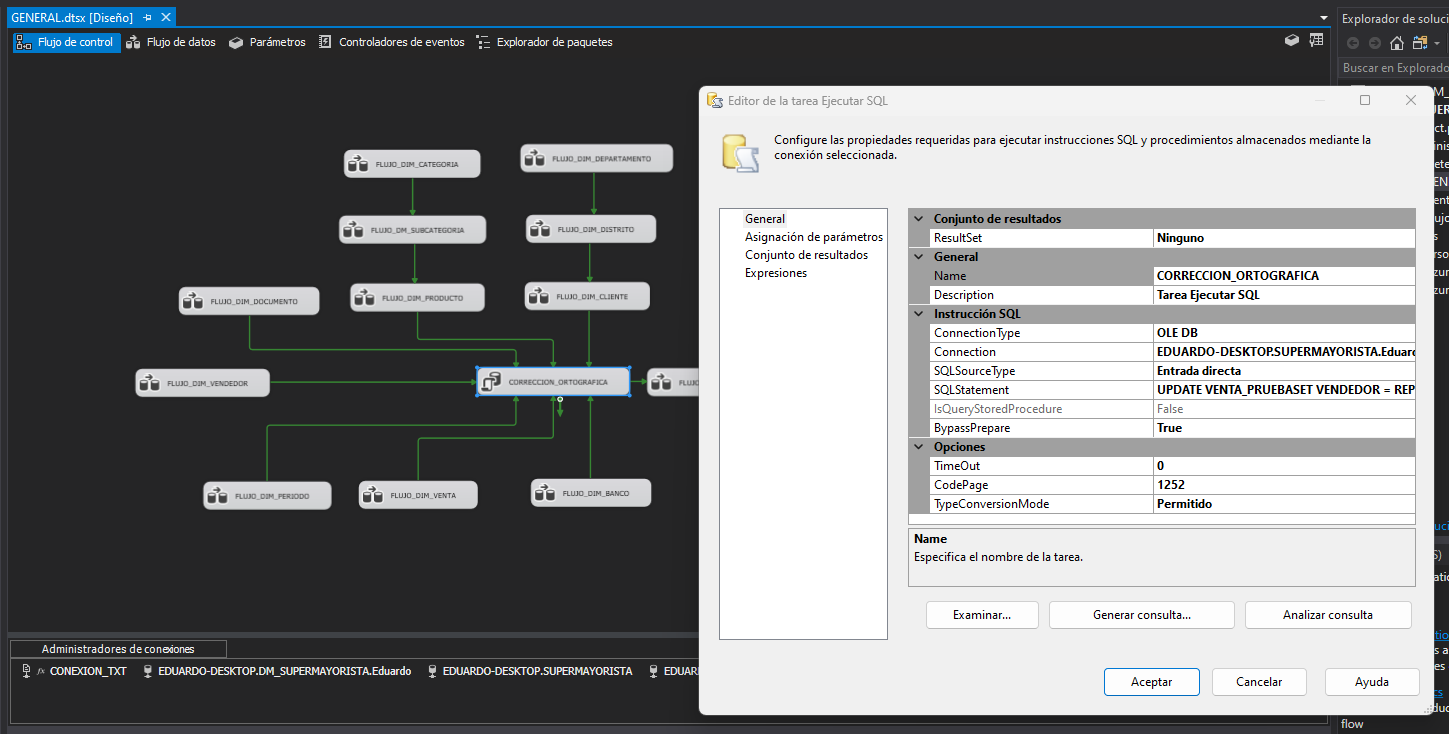 GENERAL.dtsx [Diseño]
Flujo de control
Flujo de datos
Parámetros
Controladores de eventos
Explorador de paquetes
Explorador de soluci
Buscar en Explorado
FLUJO_DIM_CATEGORIA
FLUJO_DIM_DEPARTAMENTO
FLUJO_DM_SUBCATEGORIA
FLUJO_DIM_DISTRITO
FLUJO_DIM_DOCUMENTO
FLUJO_DIM_PRODUCTO
FLUJO_DIM_CLIENTE
FLUJO_DIM_VENDEDOR
CORRECCION_ORTOGRAFICA
FLUJO_DIM_PERIODO
FLUJO_DIM_VENTA
FLUJO_DIM_BANCO
Administradores de conexiones
CONEXION_TXT
EDUARDO-DESKTOP.DM_SUPERMAYORISTA.Eduardo
EDUARDO-DESKTOP.SUPERMAYORISTA
Editor de la tarea Ejecutar SQL
Configure las propiedades requeridas para ejecutar instrucciones SQL y procedimientos almacenados mediante la
conexión seleccionada.
General
Asignación de parámetros
Conjunto de resultados
Expresiones
Conjunto de resultados
ResultSet Ninguno
General
Name CORRECCION_ORTOGRAFICA
Description Tarea Ejecutar SQL
Instrucción SQL
ConnectionType OLE DB
Connection EDUARDO-DESKTOP.SUPERMAYORISTA.Eduardo
SQLSourceType Entrada directa
SQLStatement UPDATE VENTA_PRUEBASET VENDEDOR = REP
IsQueryStoredProcedure False
BypassPrepare True
Opciones
TimeOut 0
CodePage 1252
TypeConversionMode Permitido
Name
Especifica el nombre de la tarea.
Examinar...
Generar consulta...
Analizar consulta
Aceptar
Cancelar
Ayuda
flow